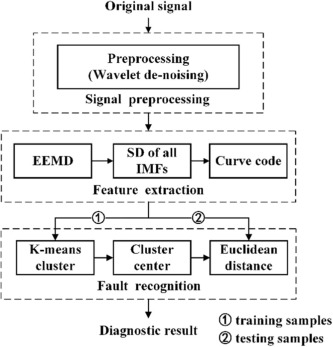 Original signal
Preprocessing
(Wavelet de-noising)
Signal preprocessing
EEMD
SD of all
IMFs
Curve code
Feature extraction
①
②
K-means
cluster
Cluster
center
Euclidean
distance
Fault recognition
① training samples
② testing samples
Diagnostic result